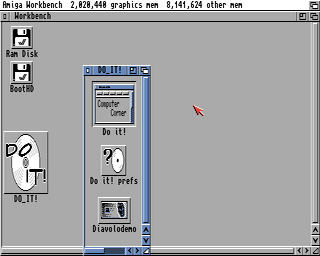 Amiga Workbench 2,020,440 graphics mem 8,141,624 other mem
Workbench
Ram Disk
BootHD
DO IT!
DO_IT!
DO_IT!
Computer
Corner
Do it!
Do it! prefs
Diavolodemo